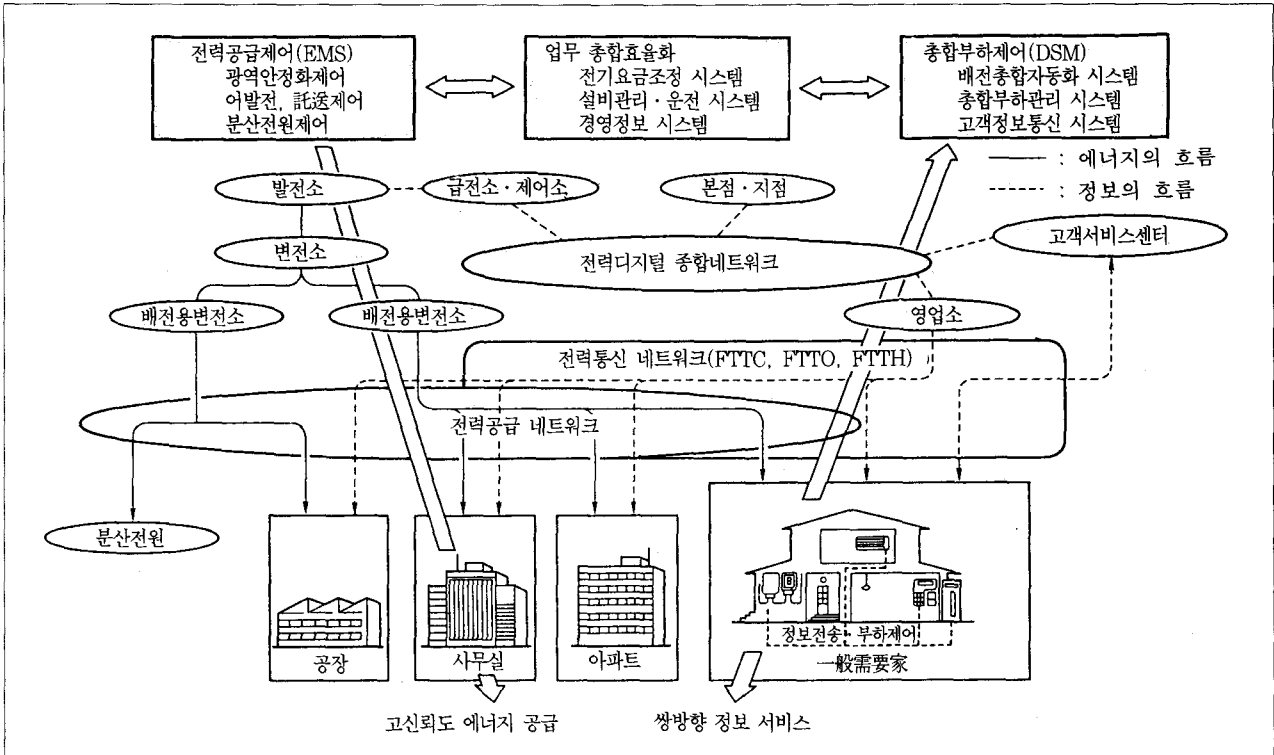 전력공급제어(EMS)
광역안정화제어
어발전, 託送제어
분산전원제어
업무 총합효율화
전기요금조정 시스템
설비관리·운전 시스템
경영정보 시스템
총합부하제어(DSM)
배전총합자동화 시스템
총합부하관리 시스템
고객정보통신 시스템
: 에너지의 흐름
: 정보의 흐름
발전소
급전소·제어소
본점·지점
고객서비스센터
변전소
전력디지털 종합네트워크
배전용변전소
배전용변전소
영업소
전력통신 네트워크(FTTC, FTTO, FTTH)
전력공급 네트워크
분산전원
정보전송·부하제어
공장
사무실
아파트
一般需要家
고신뢰도 에너지 공급
쌍방향 정보 서비스